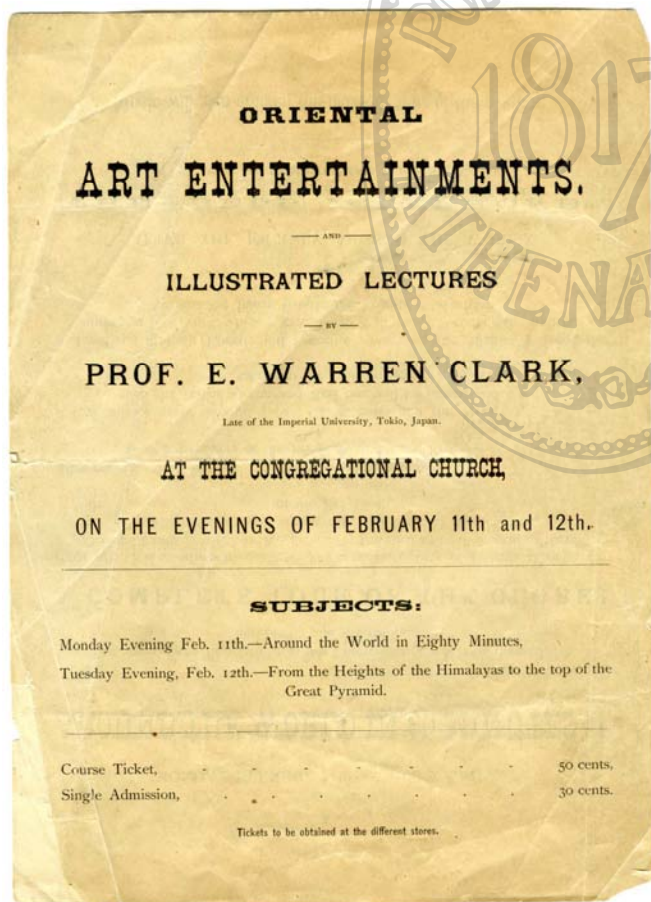 ORIENTAL
ART ENTERTAINMENTS.
AND
ILLUSTRATED LECTURES
BY
PROF. E. WARREN CLARK,
Late of the Imperial University, Tokio, Japan.
AT THE CONGREGATIONAL CHURCH,
ON THE EVENINGS OF FEBRUARY 11th and 12th.
SUBJECTS:
Monday Evening Feb. 11th.—Around the World in Eighty Minutes,
Tuesday Evening, Feb. 12th.—From the Heights of the Himalayas to the top of the
Great Pyramid.
Course Ticket, - - - - - - - 50 cents,
Single Admission, . . . . . . . 30 cents.
Tickets to be obtained at the different stores.
1817